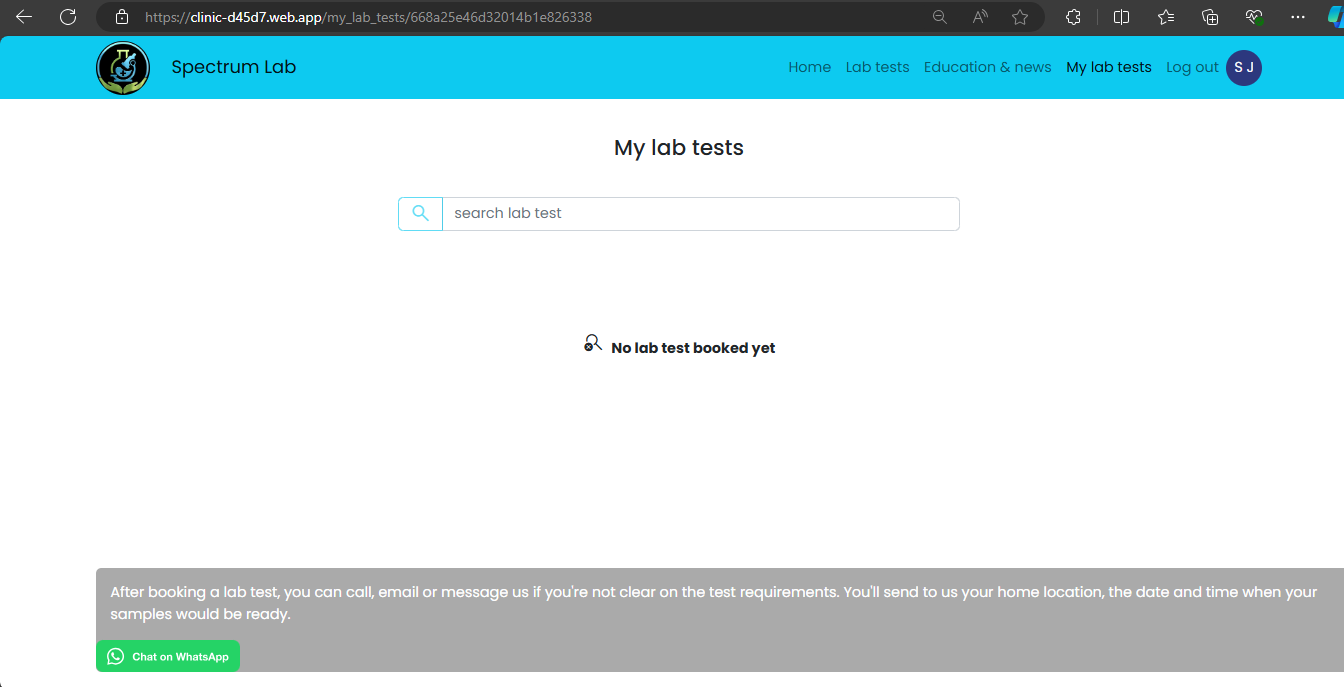 https://clinic-d45d7.web.app/my_lab_tests/668a25e46d32014b1e826338
Spectrum Lab
Home Lab tests Education & news My lab tests Log out S J
My lab tests
search lab test
No lab test booked yet
After booking a lab test, you can call, email or message us if you're not clear on the test requirements. You'll send to us your home location, the date and time when your
samples would be ready.
Chat on WhatsApp